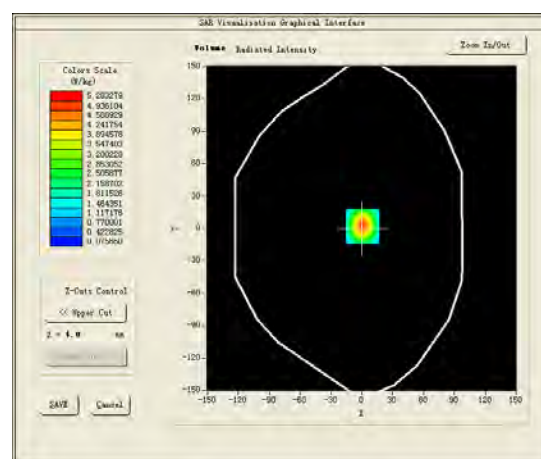 SAR Visualisation Graphical Interface
Volume Radiated Intensity
Zoom In/Out
Colors Scale
(W/kg)
5.283279
4.936104
4.588929
4.241754
3.894578
3.547403
3.200228
2.853052
2.505877
2.158702
1.811526
1.464351
1.117176
0.770001
0.422825
0.075650
150
90
30
0
-30
-60
-90
-120
-150
-150 -120 -90 -60 -30 0 30 60 90 120 150
X
Z-Cuts Control
<< Upper Cut
Z = 4.0 mm
SAVE
Cancel